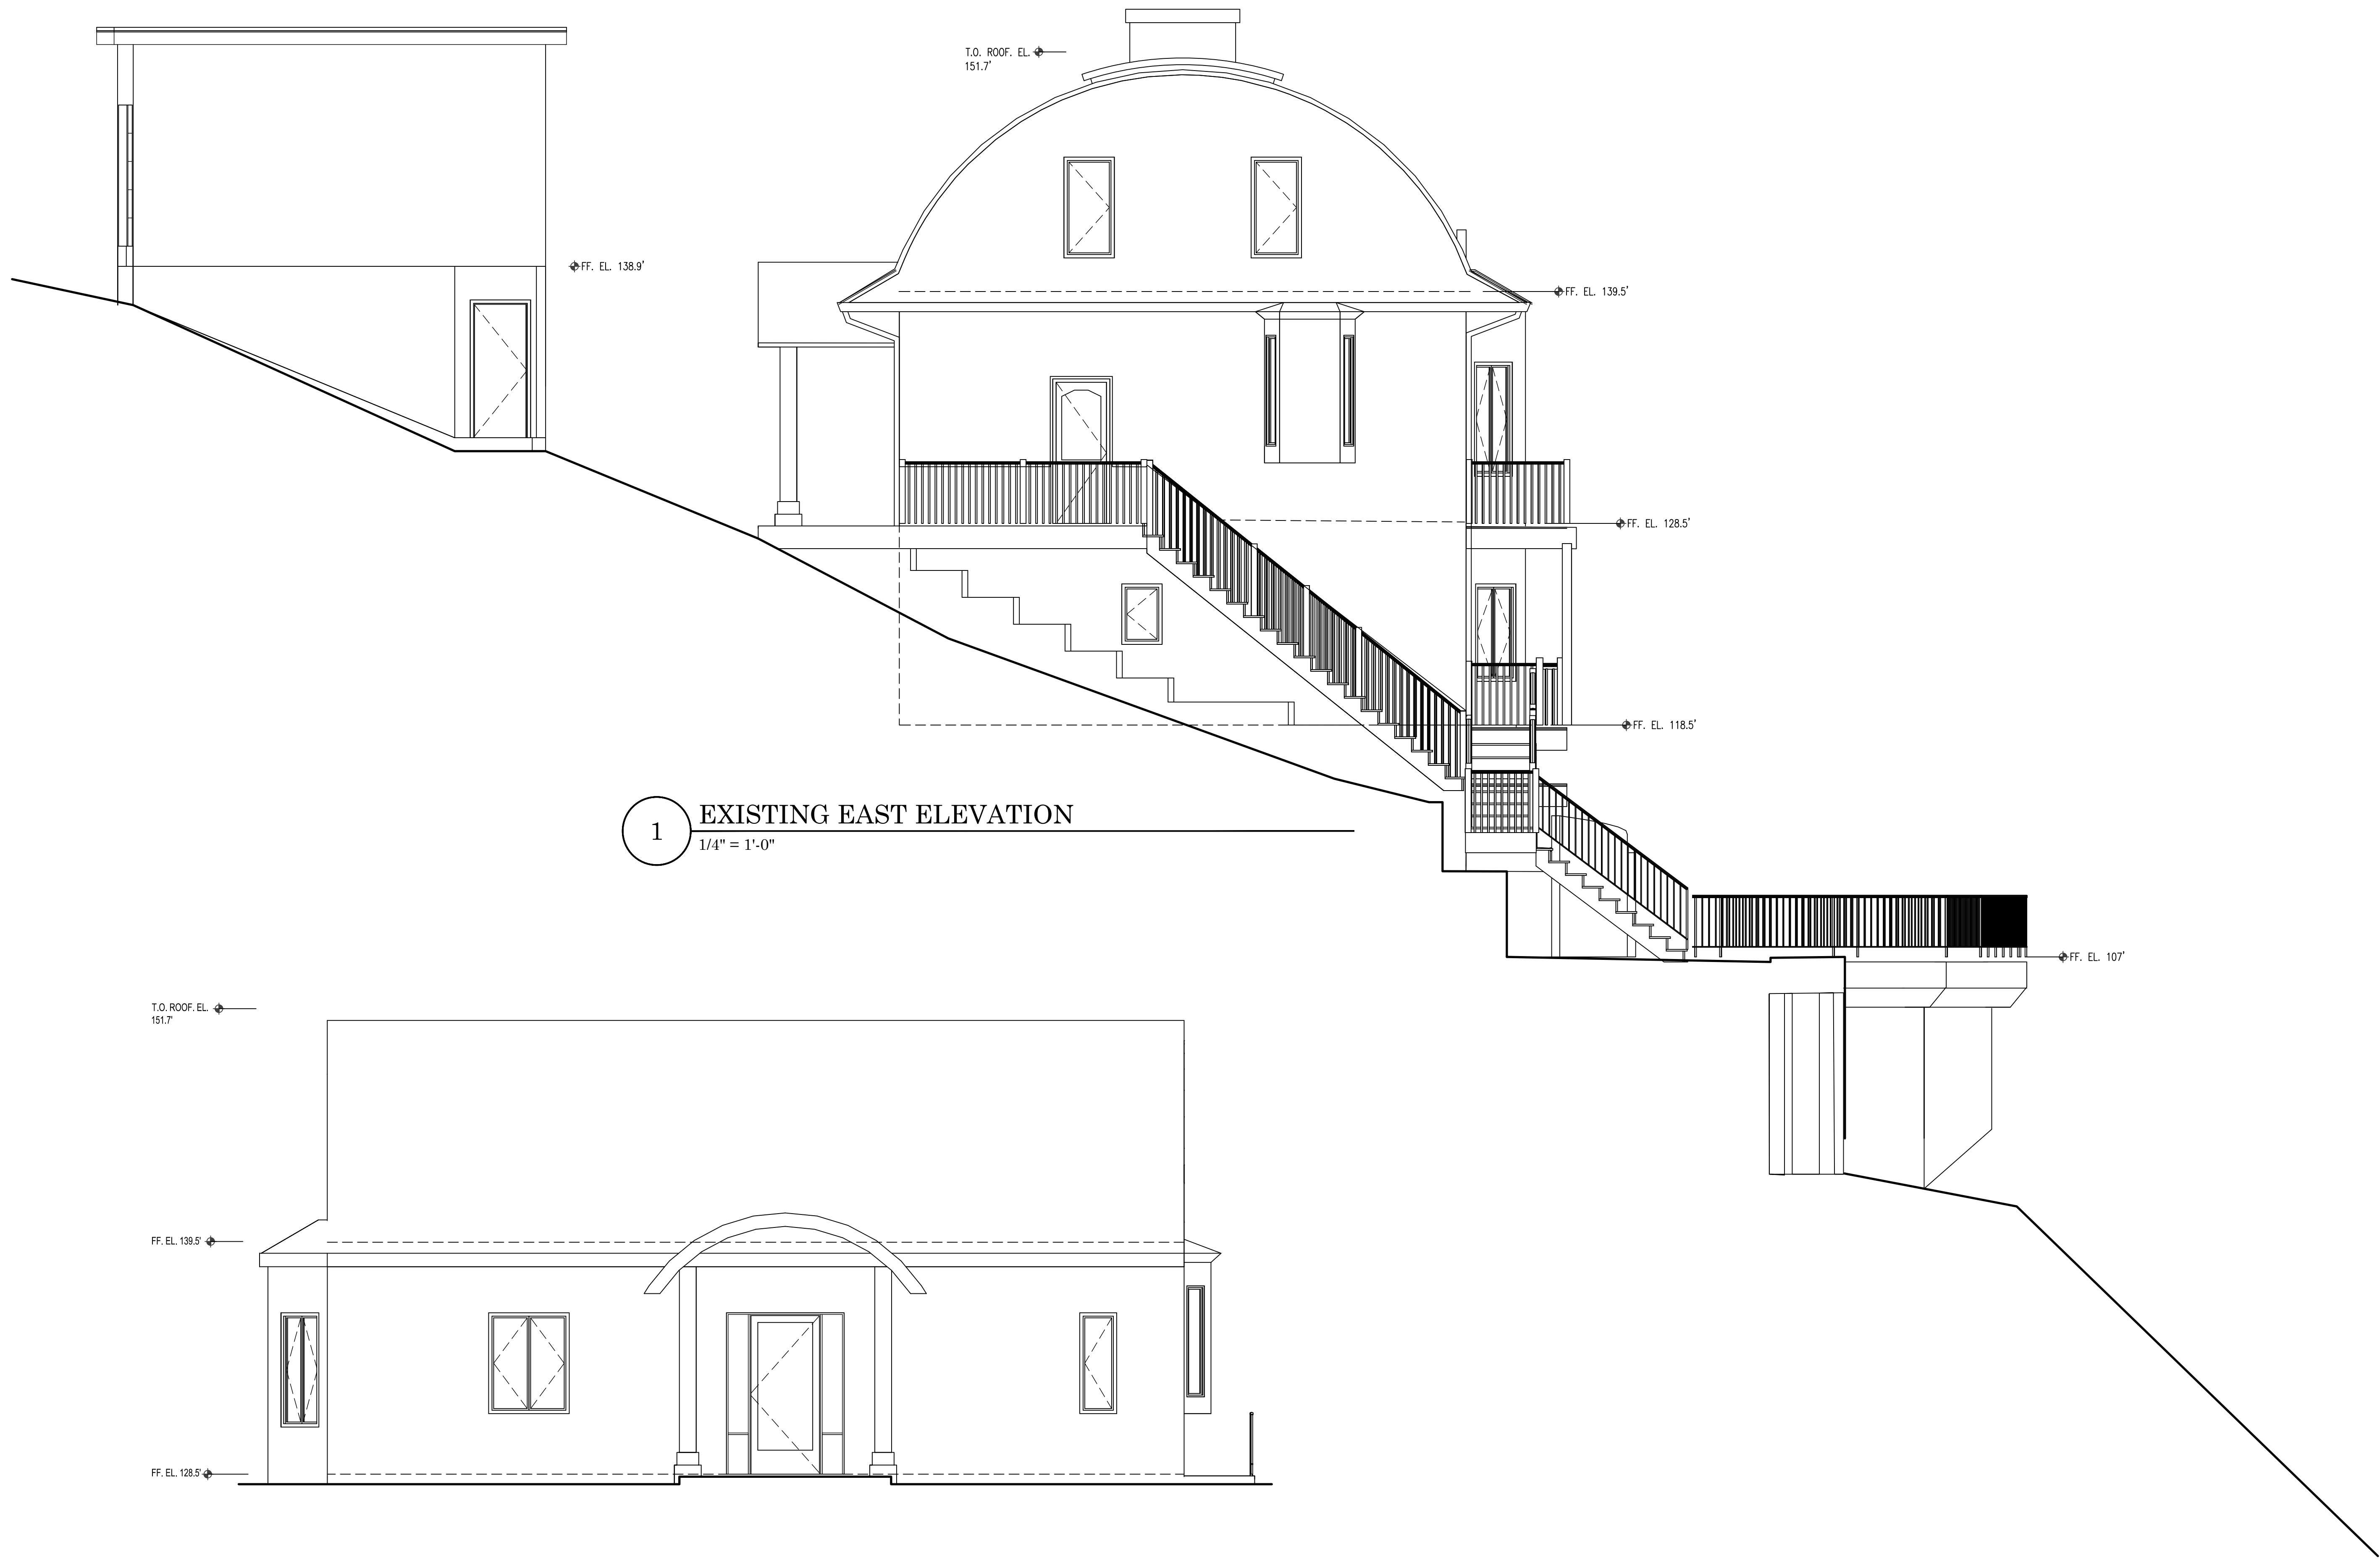 T.O. ROOF. EL.
151.7'
FF. EL. 138.9'
FF. EL. 139.5'
FF. EL. 128.5'
FF. EL. 118.5'
1
EXISTING EAST ELEVATION
1/4" = 1'-0"
FF. EL. 107'
T.O. ROOF. EL.
151.7'
FF. EL. 139.5'
FF. EL. 128.5'